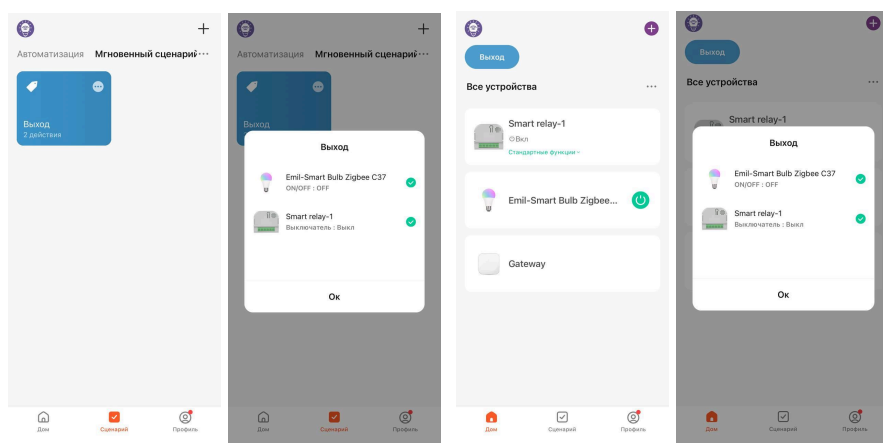 Автоматизация Мгновенный сценарий ...
Выход
2 действия
Дом
Сценарий
Профиль
Автоматизация Мгновенный сценарий ...
Выход
2 действия
Выход
Emil-Smart Bulb Zigbee C37
ON/OFF : OFF
Smart relay-1
Выключатель : Выкл
Ок
Дом
Сценарий
Профиль
Выход
Все устройства ...
Smart relay-1
Вкл
Стандартные функции
Emil-Smart Bulb Zigbee...
Gateway
Дом
Сценарий
Профиль
Выход
Все устройства ...
Smart relay-1
Выход
Emil-Smart Bulb Zigbee C37
ON/OFF : OFF
Smart relay-1
Выключатель : Выкл
Ок
Дом
Сценарий
Профиль